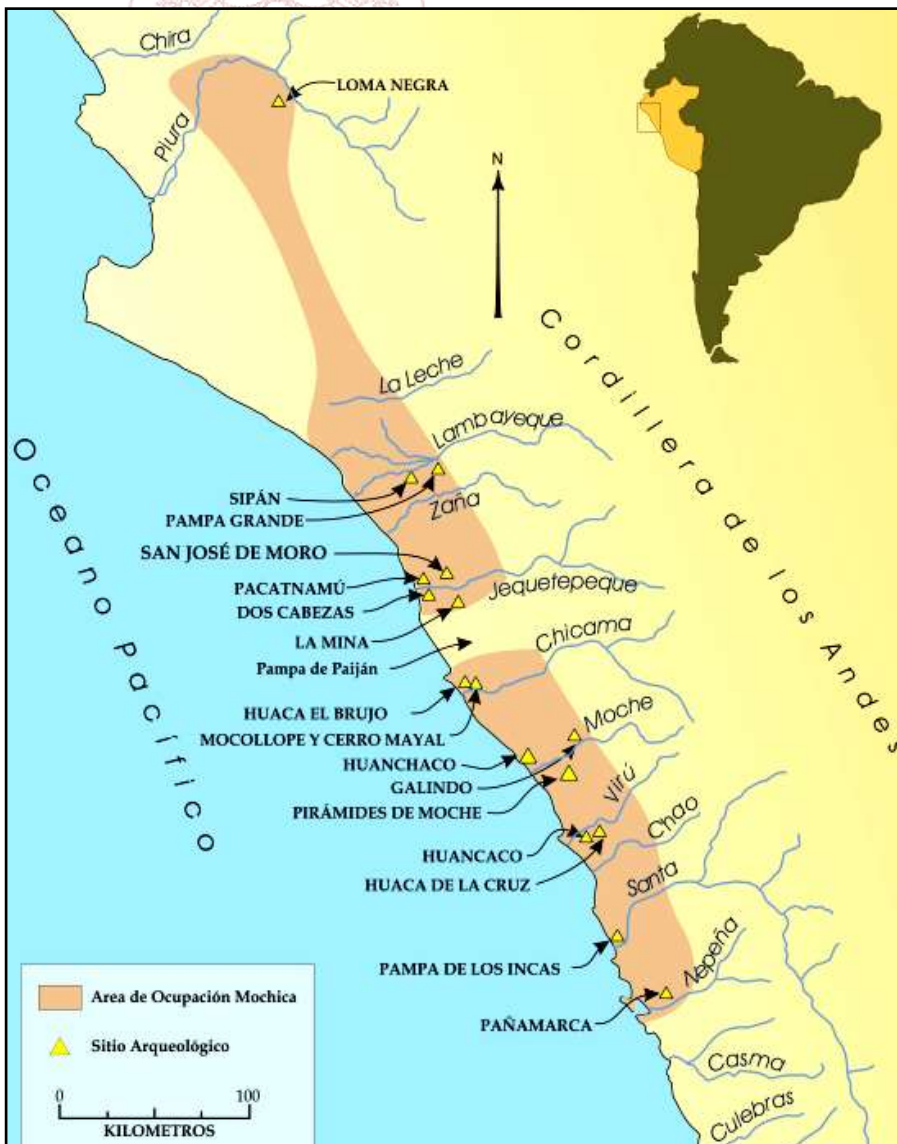 Chira
LOMA NEGRA
Piura
N
Cordillera de los Andes
La Leche
Lambayeque
SIPÁN
Zaña
PAMPA GRANDE
SAN JOSÉ DE MORO
PACATNAMÚ
Jequetepeque
DOS CABEZAS
LA MINA
Chicama
Pampa de Paiján
Oceano Pacífico
HUACA EL BRUJO
Moche
MOCOLLOPE Y CERRO MAYAL
HUANCHACO
GALINDO
Virú
PIRÁMIDES DE MOCHE
Chao
HUANCACO
HUACA DE LA CRUZ
Santa
PAMPA DE LOS INCAS
Nepeña
PAÑAMARCA
Casma
Culebras
Area de Ocupación Mochica
Sitio Arqueológico
0 100
KILOMETROS